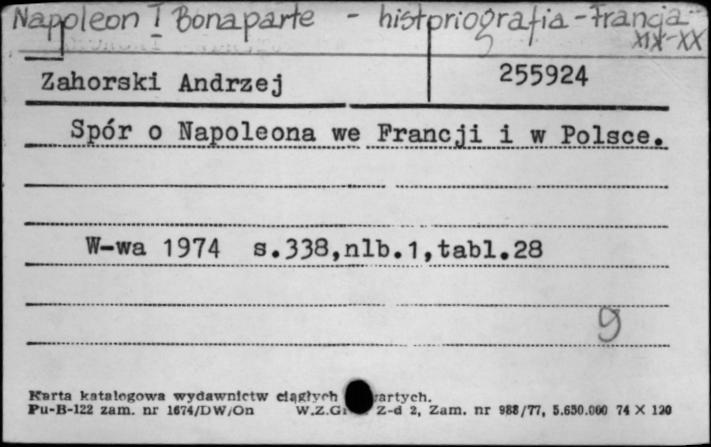 Napoleon I Bonaparte - historiografia - Francja
XIX-XX
Zahorski Andrzej
255924
Spór o Napoleona we Francji i w Polsce.
W-wa 1974 s.338,nlb.1,tabl.28
9
Karta katalogowa wydawnictw ciągłych
Pu-B-122 zam. nr 1674/DW/On W.Z.Gr Z-d 2, Zam. nr 988/77, 5.650.000 74 X 120